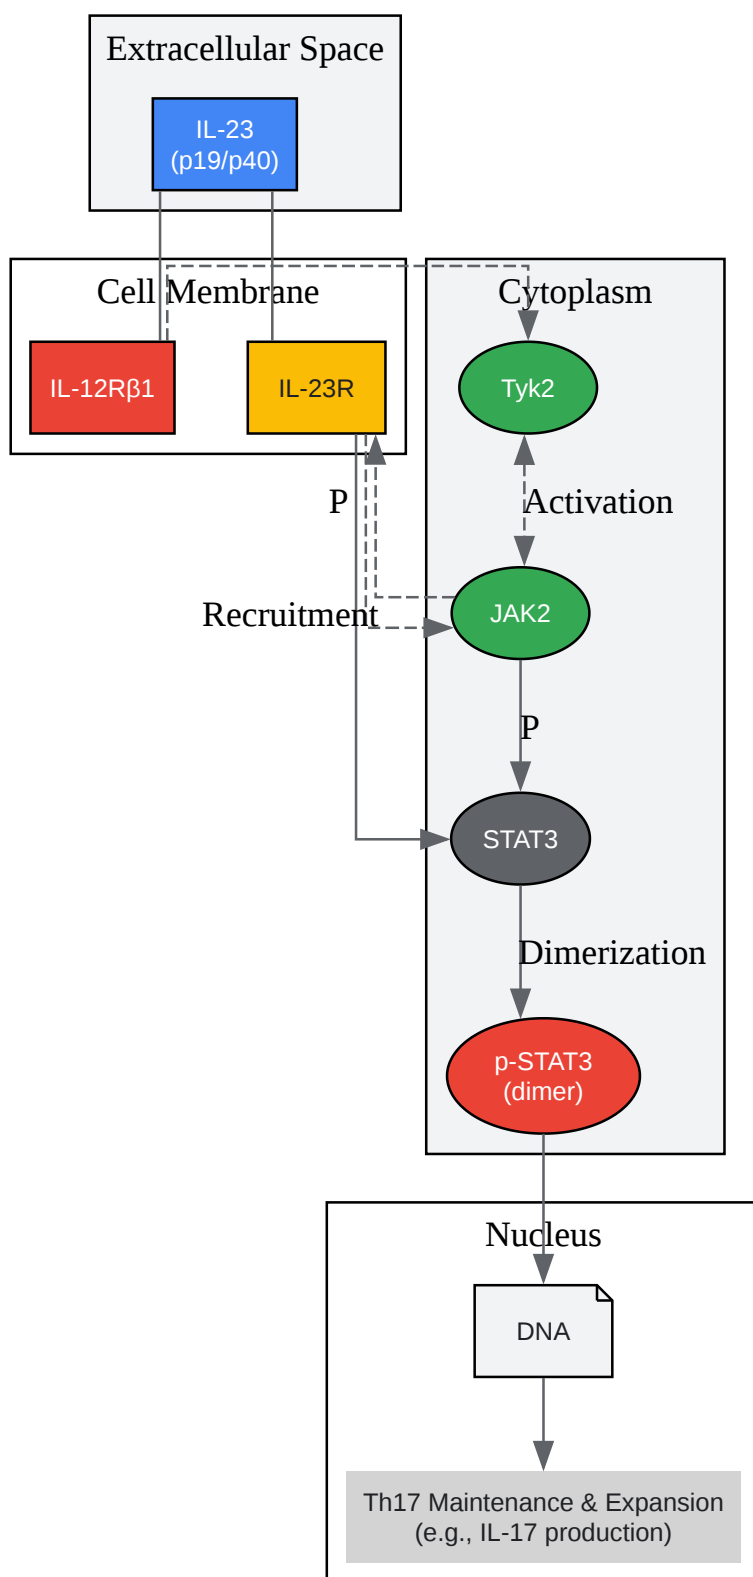 Extracellular Space
IL-23
(p19/p40)
Cell Membrane
Cytoplasm
IL-12Rβ1
IL-23R
Tyk2
P
Activation
Recruitment
JAK2
P
STAT3
Dimerization
p-STAT3
(dimer)
Nucleus
DNA
Th17 Maintenance & Expansion
(e.g., IL-17 production)